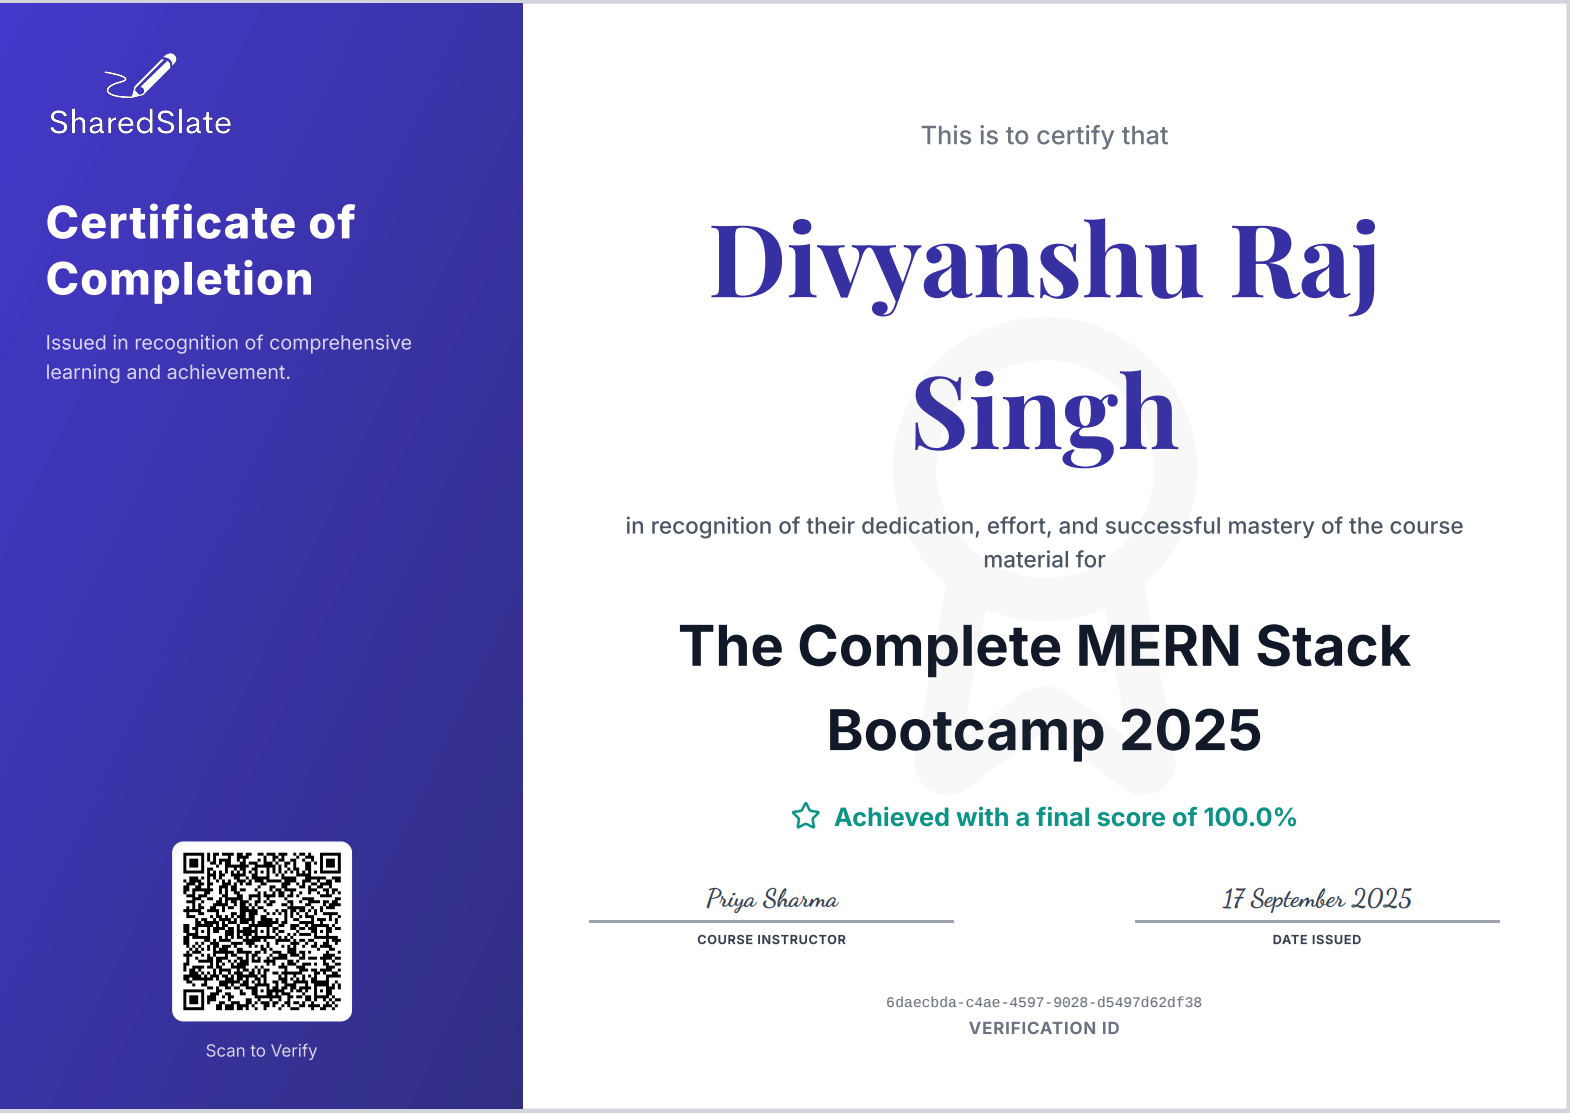 SharedSlate
Certificate of
Completion
Issued in recognition of comprehensive
learning and achievement.
Scan to Verify
This is to certify that
Divyanshu Raj
Singh
in recognition of their dedication, effort, and successful mastery of the course
material for
The Complete MERN Stack
Bootcamp 2025
Achieved with a final score of 100.0%
Priya Sharma
COURSE INSTRUCTOR
17 September 2025
DATE ISSUED
6daecbda-c4ae-4597-9028-d5497d62df38
VERIFICATION ID